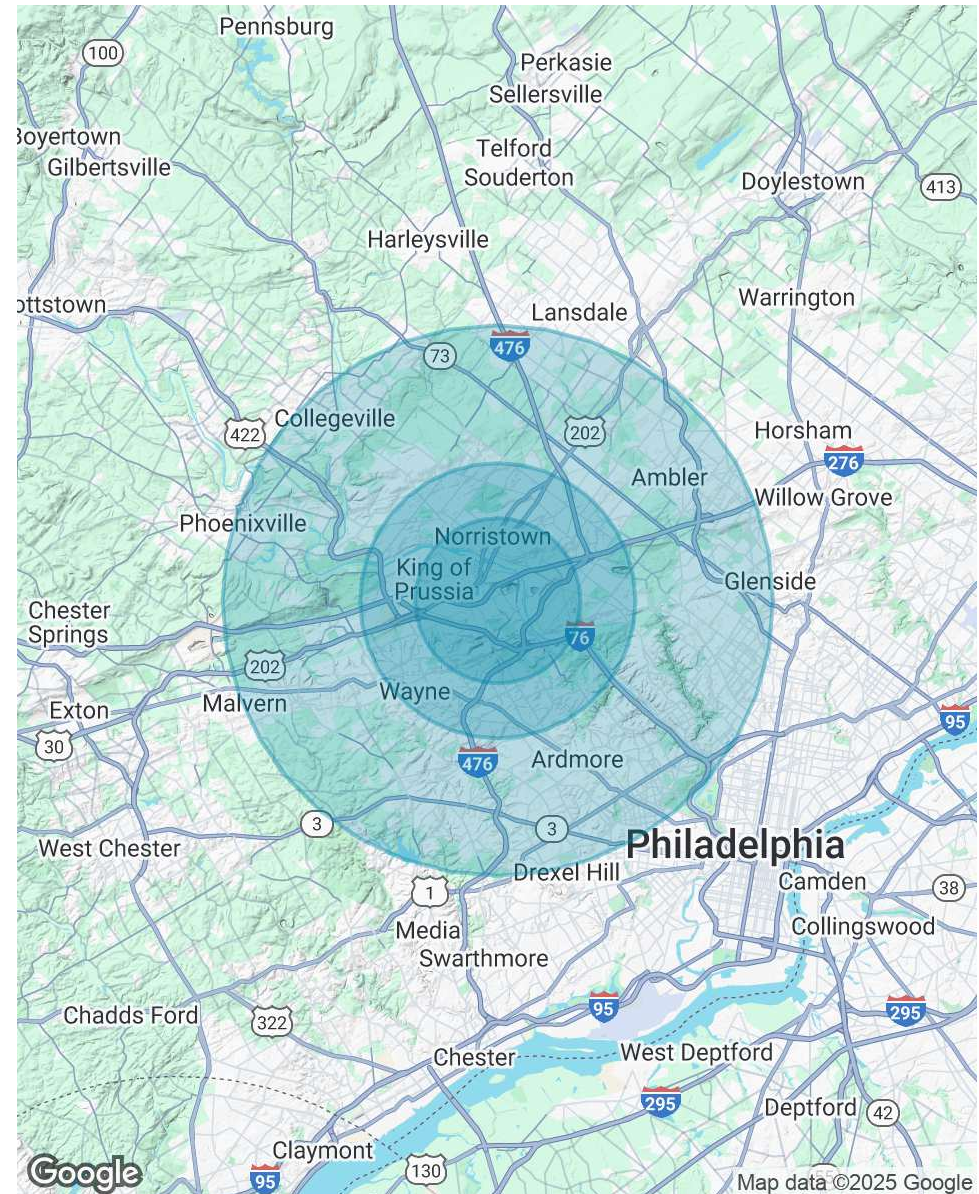 Pennsburg
100
Perkasie
Sellersville
Boyertown
Gilbertsville
Telford
Souderton
Doylestown
413
Harleysville
ottstown
Warrington
Lansdale
476
73
Collegeville
422
202
Horsham
276
Ambler
Willow Grove
Phoenixville
Norristown
King of
Prussia
Glenside
Chester
Springs
76
202
Wayne
Malvern
Exton
30
95
476
Ardmore
3
3
West Chester
Philadelphia
Drexel Hill
Camden
1
38
Media
Collingswood
Swarthmore
95
295
Chadds Ford
322
Chester
West Deptford
295
Deptford
42
Claymont
130
95
Google
Map data ©2025 Google